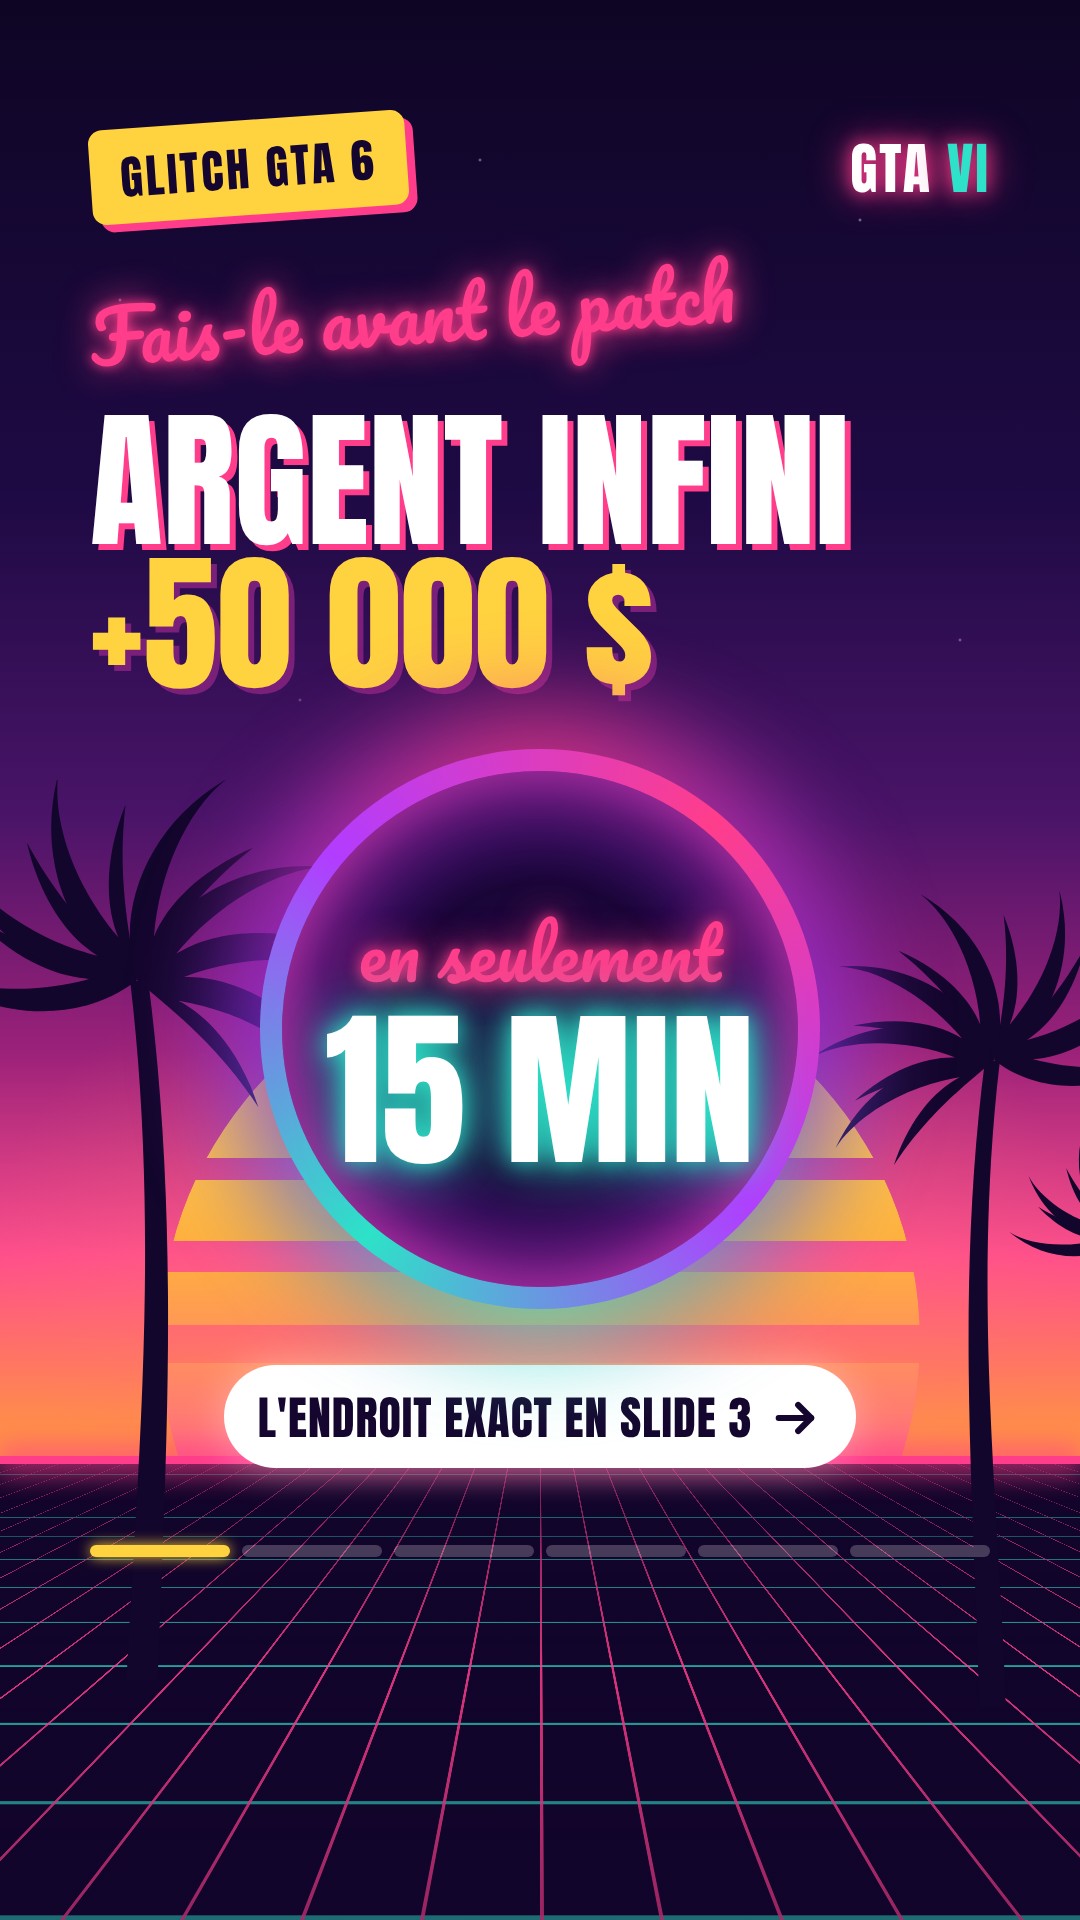 GLITCH GTA 6
GTA VI
Fais-le avant le patch
ARGENT INFINI
+50 000 $
en seulement
15 MIN
L'ENDROIT EXACT EN SLIDE 3 →